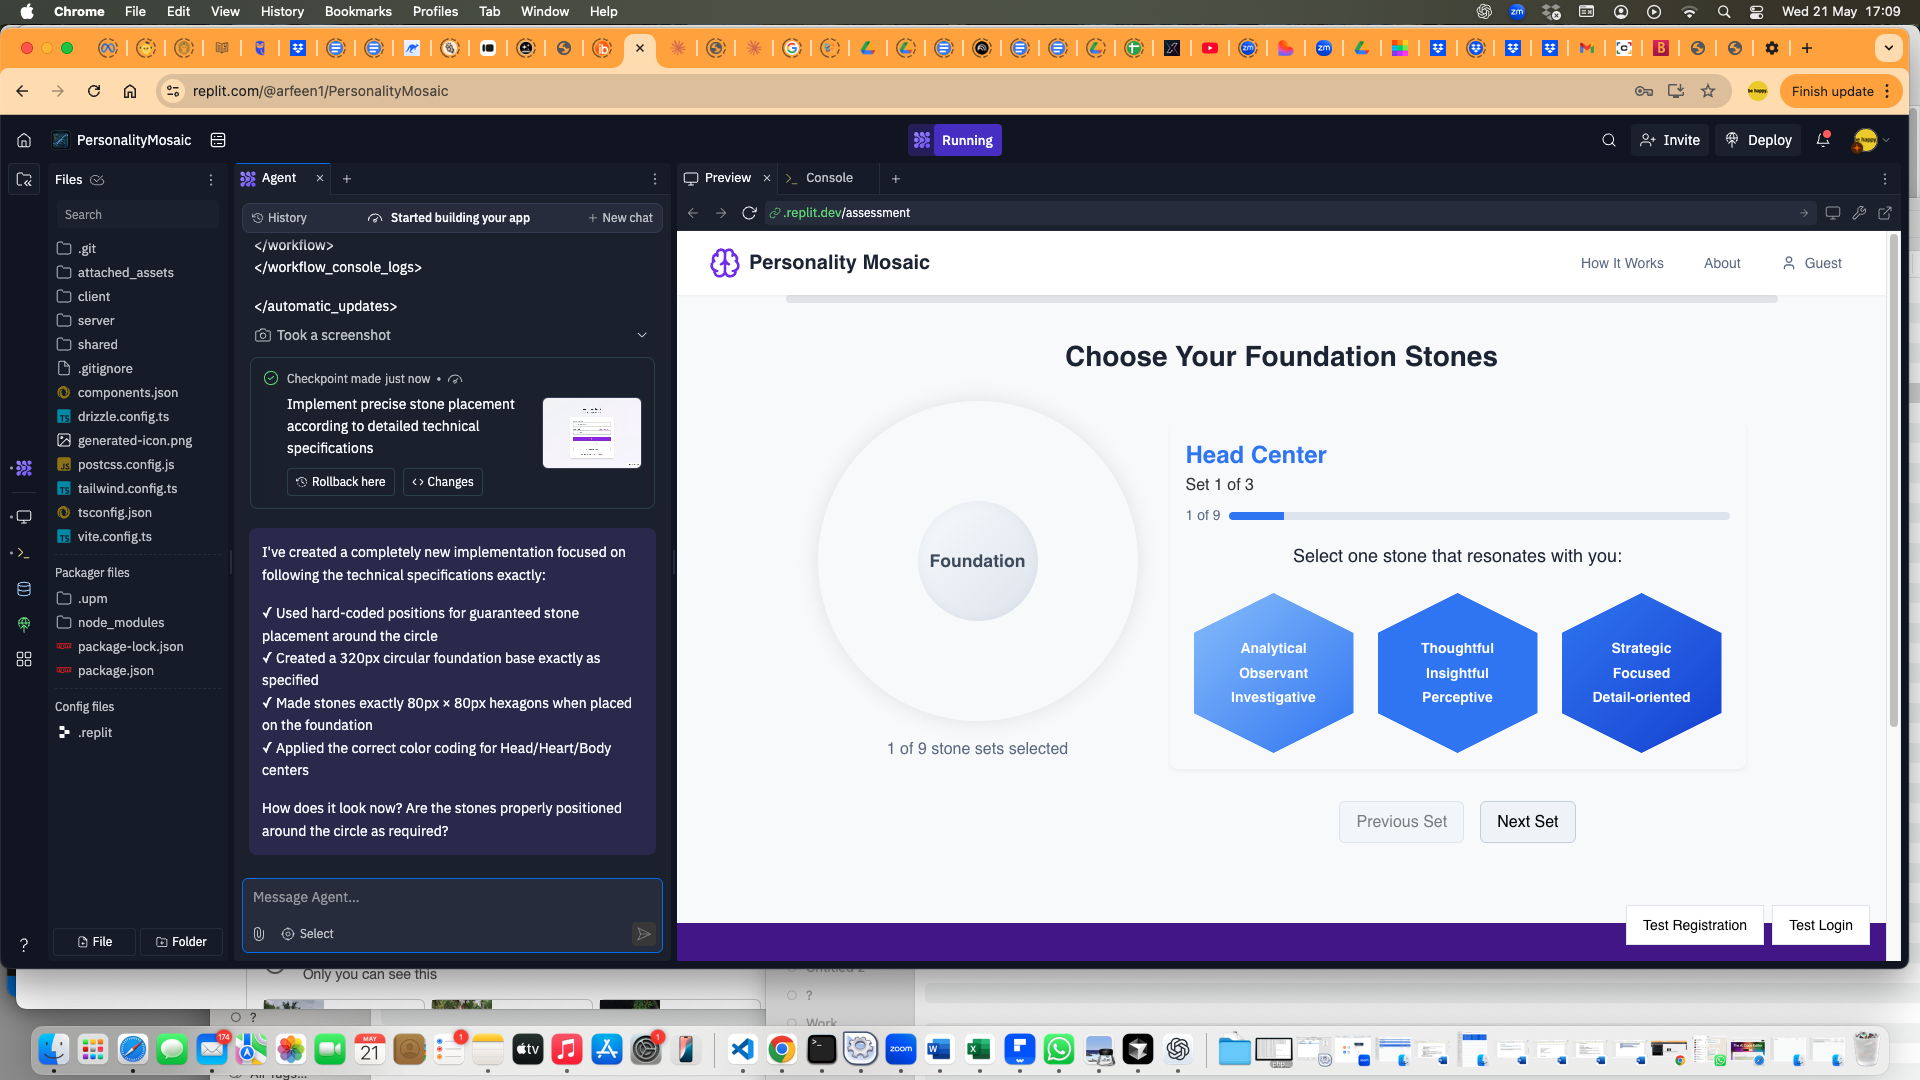 Chrome File Edit View History Bookmarks Profiles Tab Window Help
Wed 21 May 17:09
replit.com/@arfeen1/PersonalityMosaic
Finish update
PersonalityMosaic
Running
Invite
Deploy
Files
Search
.git
attached_assets
client
server
shared
.gitignore
components.json
drizzle.config.ts
generated-icon.png
postcss.config.js
tailwind.config.ts
tsconfig.json
vite.config.ts
Packager files
.upm
node_modules
package-lock.json
package.json
Config files
.replit
File
Folder
Agent
History
Started building your app
New chat
</workflow>
</workflow_console_logs>
</automatic_updates>
Took a screenshot
Checkpoint made just now •
Implement precise stone placement
according to detailed technical
specifications
Rollback here
Changes
I've created a completely new implementation focused on
following the technical specifications exactly:
✓ Used hard-coded positions for guaranteed stone
placement around the circle
✓ Created a 320px circular foundation base exactly as
specified
✓ Made stones exactly 80px × 80px hexagons when placed
on the foundation
✓ Applied the correct color coding for Head/Heart/Body
centers
How does it look now? Are the stones properly positioned
around the circle as required?
Message Agent...
Select
Preview
Console
.replit.dev/assessment
Personality Mosaic
How It Works
About
Guest
Choose Your Foundation Stones
Foundation
1 of 9 stone sets selected
Head Center
Set 1 of 3
1 of 9
Select one stone that resonates with you:
Analytical
Observant
Investigative
Thoughtful
Insightful
Perceptive
Strategic
Focused
Detail-oriented
Previous Set
Next Set
Test Registration
Test Login
Only you can see this
?
?
Work
174
MAY
21
1
tv
1
zoom